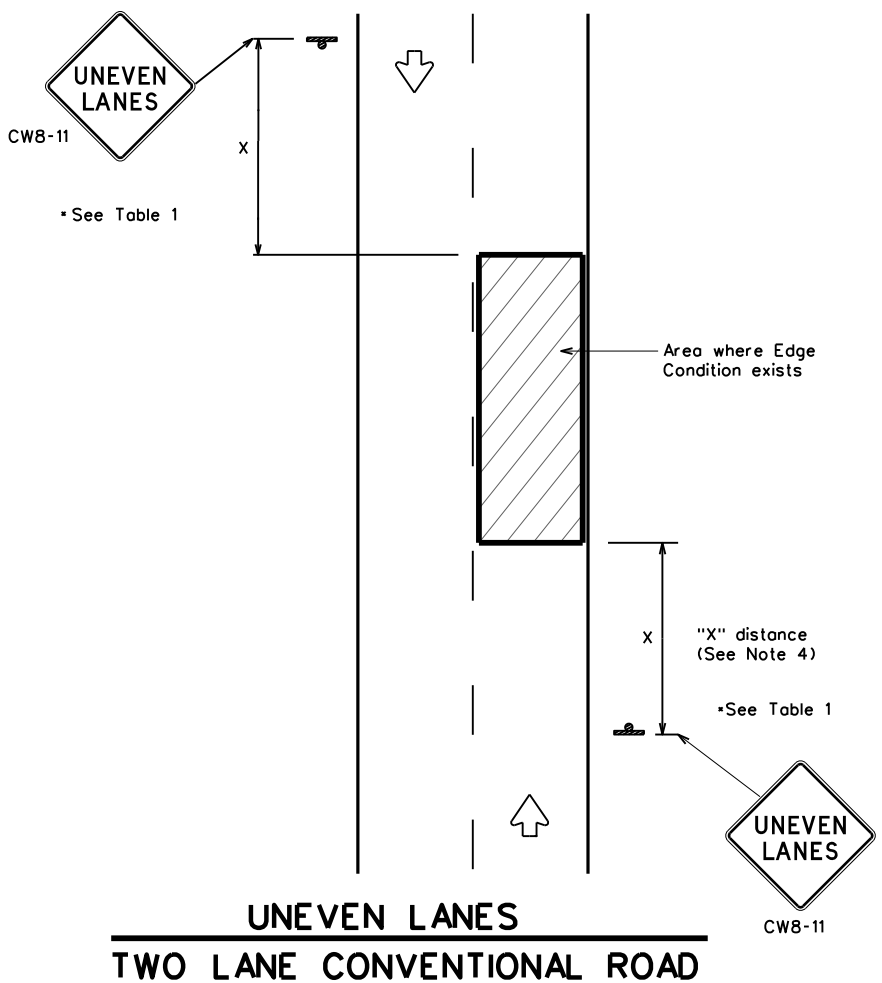 UNEVEN
LANES
CW8-11
X
*See Table 1
Area where Edge
Condition exists
X
"X" distance
(See Note 4)
*See Table 1
UNEVEN
LANES
CW8-11
UNEVEN LANES
TWO LANE CONVENTIONAL ROAD